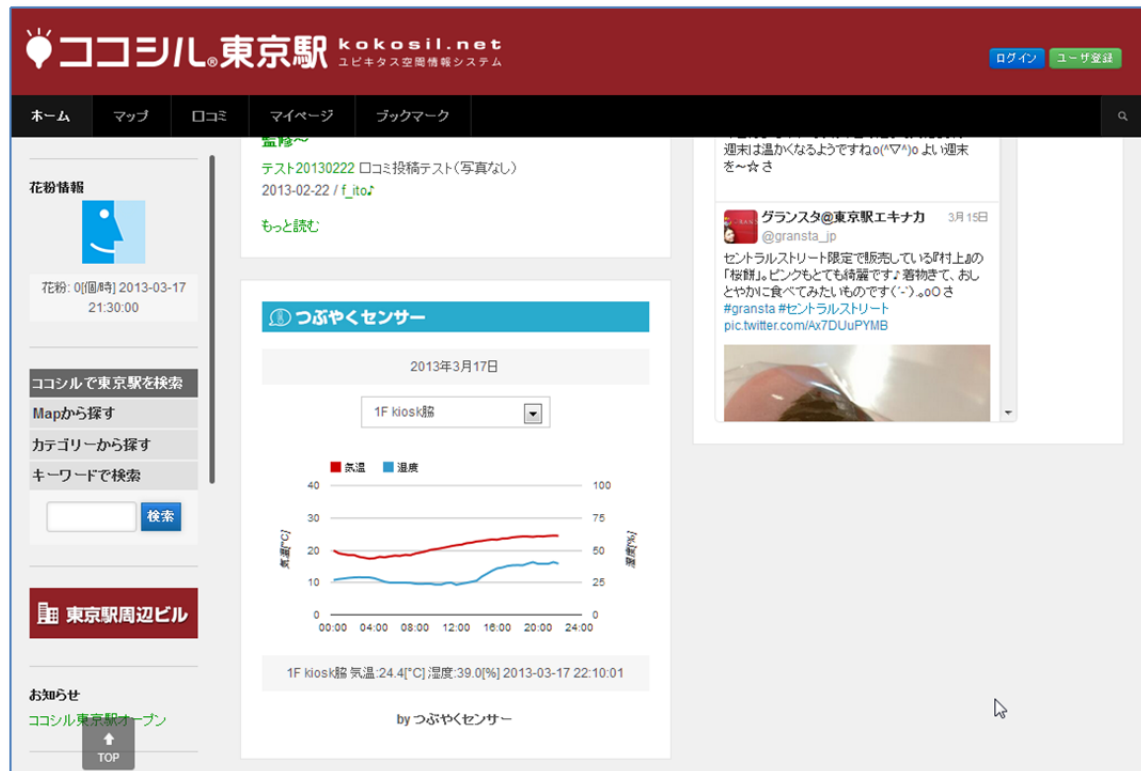 ココシル®東京駅
kokosil.net
ユビキタス空間情報システム
ログイン
ユーザ登録
ホーム
マップ
口コミ
マイページ
ブックマーク
花粉情報
花粉: 0[個/時] 2013-03-17
21:30:00
ココシルで東京駅を検索
Mapから探す
カテゴリーから探す
キーワードで検索
検索
東京駅周辺ビル
お知らせ
ココシル東京駅オープン
TOP
監修～
テスト20130222 口コミ投稿テスト(写真なし)
2013-02-22 / f_ito♪
もっと読む
つぶやくセンサー
2013年3月17日
1F kiosk脇
気温
湿度
40
30
20
10
0
気温[°C]
100
75
50
25
0
湿度[%]
00:00 04:00 08:00 12:00 16:00 20:00 24:00
1F kiosk脇 気温:24.4[°C] 湿度:39.0[%] 2013-03-17 22:10:01
by つぶやくセンサー
週末は温かくなるようですねo(^▽^)o よい週末
を～☆さ
グランスタ@東京駅エキナカ
3月15日
@gransta_jp
セントラルストリート限定で販売している『村上』の
「桜餅」。ピンクもとても綺麗です♪着物きて、おし
とやかに食べてみたいものです(´-`).｡oO さ
#gransta #セントラルストリート
pic.twitter.com/Ax7DUuPYMB